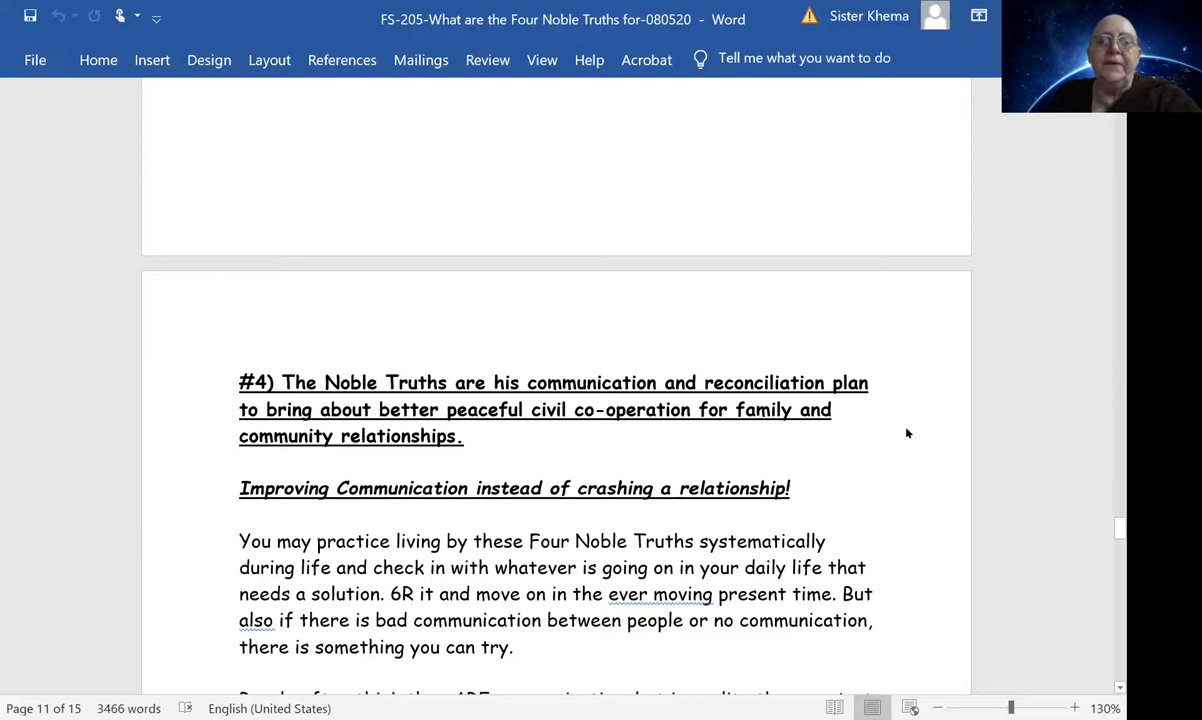 FS-205-What are the Four Noble Truths for-080520 - Word
Sister Khema
File Home Insert Design Layout References Mailings Review View Help Acrobat Tell me what you want to do
#4) The Noble Truths are his communication and reconciliation plan
to bring about better peaceful civil co-operation for family and
community relationships.
Improving Communication instead of crashing a relationship!
You may practice living by these Four Noble Truths systematically
during life and check in with whatever is going on in your daily life that
needs a solution. 6R it and move on in the ever moving present time. But
also if there is bad communication between people or no communication,
there is something you can try.
Page 11 of 15 3466 words English (United States) 130%